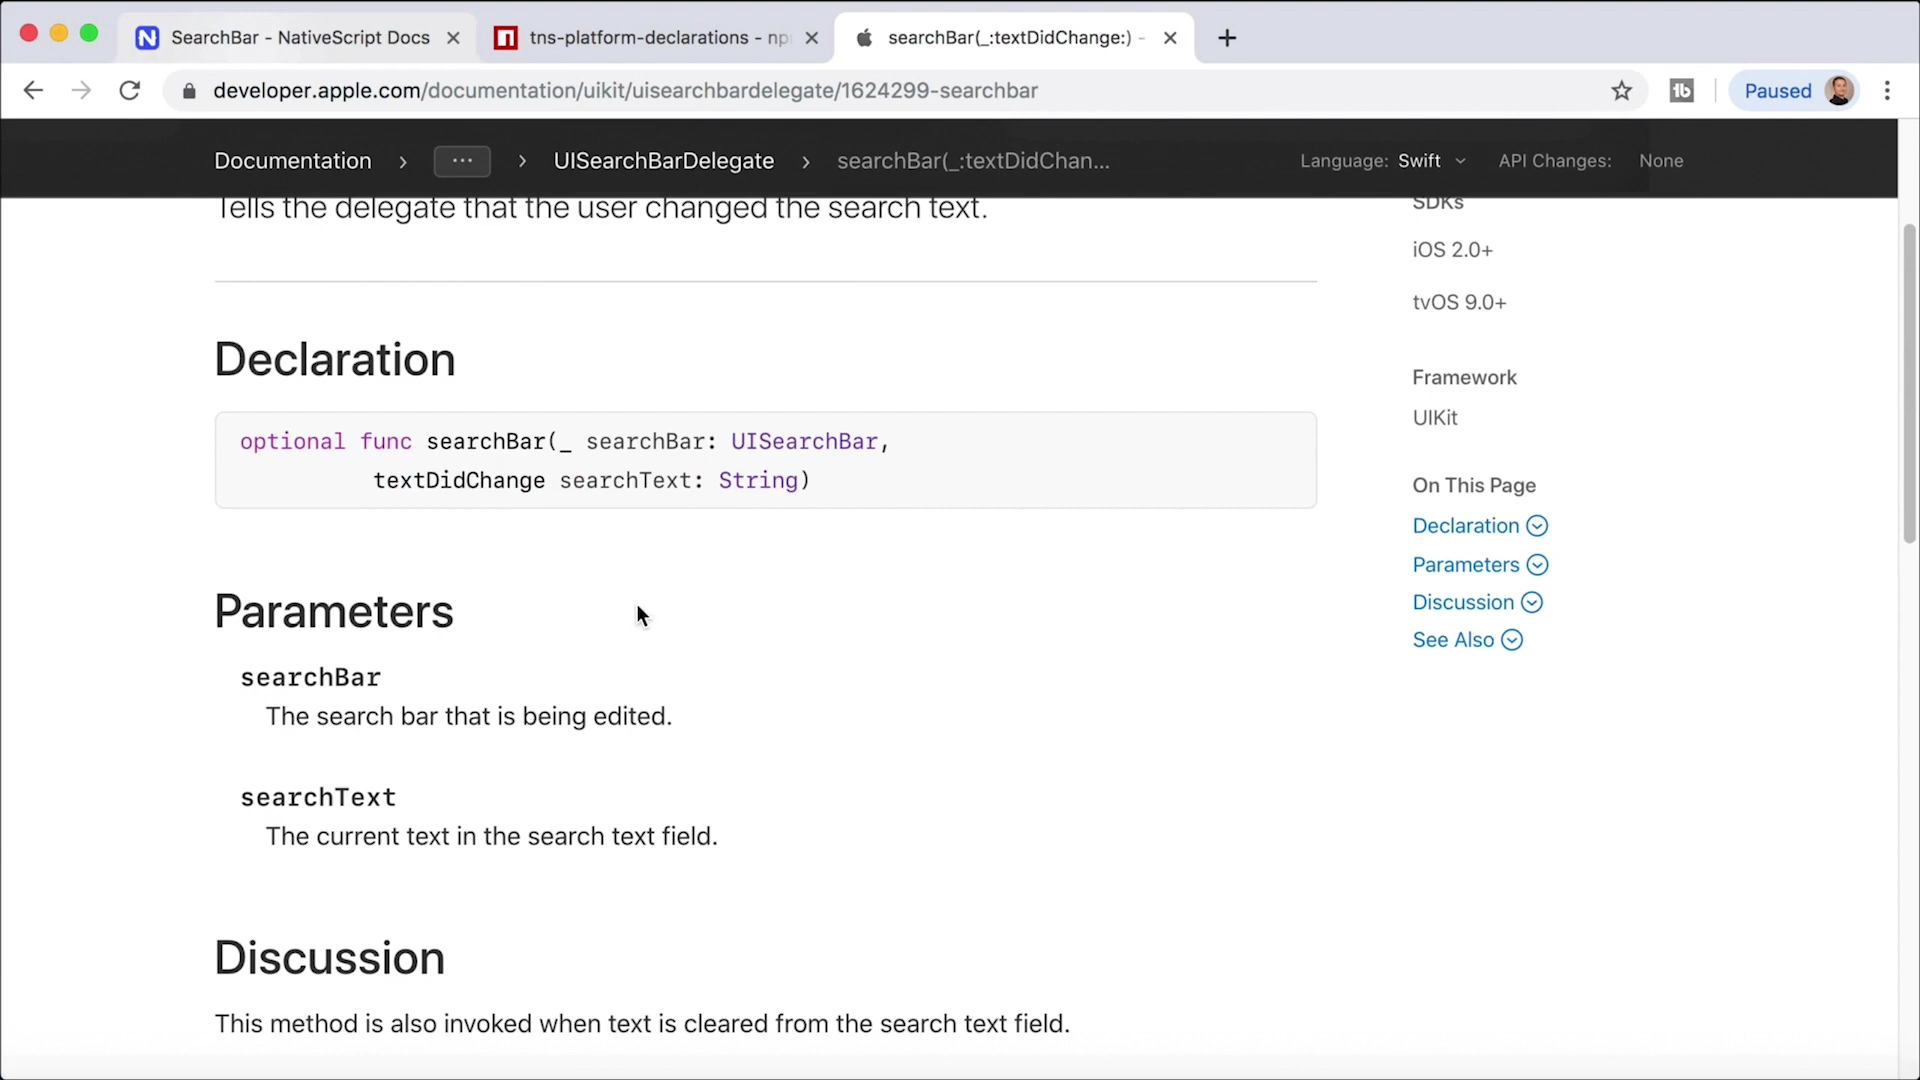 SearchBar - NativeScript Docs
tns-platform-declarations - np
searchBar(_:textDidChange:) -
developer.apple.com/documentation/uikit/uisearchbardelegate/1624299-searchbar
Paused
Documentation > ··· > UISearchBarDelegate > searchBar(_:textDidChan...
Language: Swift
API Changes: None
Tells the delegate that the user changed the search text.
SDKs
iOS 2.0+
tvOS 9.0+
Framework
UIKit
On This Page
Declaration
Parameters
Discussion
See Also
Declaration
optional func searchBar(_ searchBar: UISearchBar,
textDidChange searchText: String)
Parameters
searchBar
The search bar that is being edited.
searchText
The current text in the search text field.
Discussion
This method is also invoked when text is cleared from the search text field.